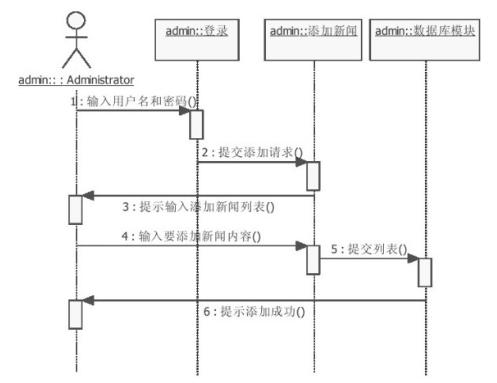 admin::登录
admin::添加新闻
admin::数据库模块
admin:: : Administrator
1 : 输入用户名和密码()
2 : 提交添加请求()
3 : 提示输入添加新闻列表()
4 : 输入要添加新闻内容()
5 : 提交列表()
6 : 提示添加成功()